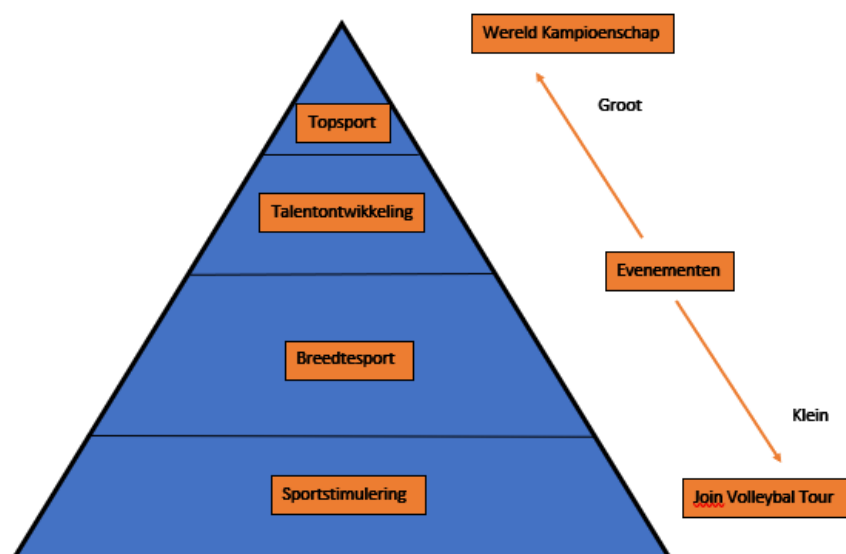 Wereld Kampioenschap
Groot
Topsport
Talentontwikkeling
Evenementen
Breedtesport
Klein
Sportstimulering
Join Volleybal Tour